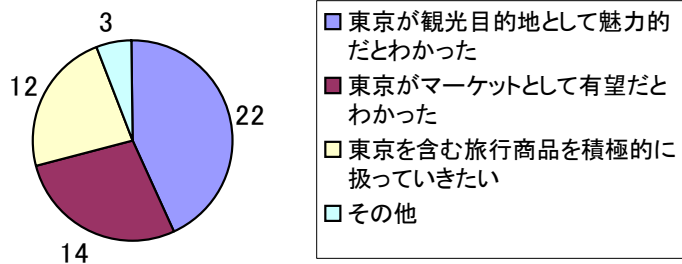 3
12
22
14
東京が観光目的地として魅力的
だとわかった
東京がマーケットとして有望だと
わかった
東京を含む旅行商品を積極的に
扱っていきたい
その他